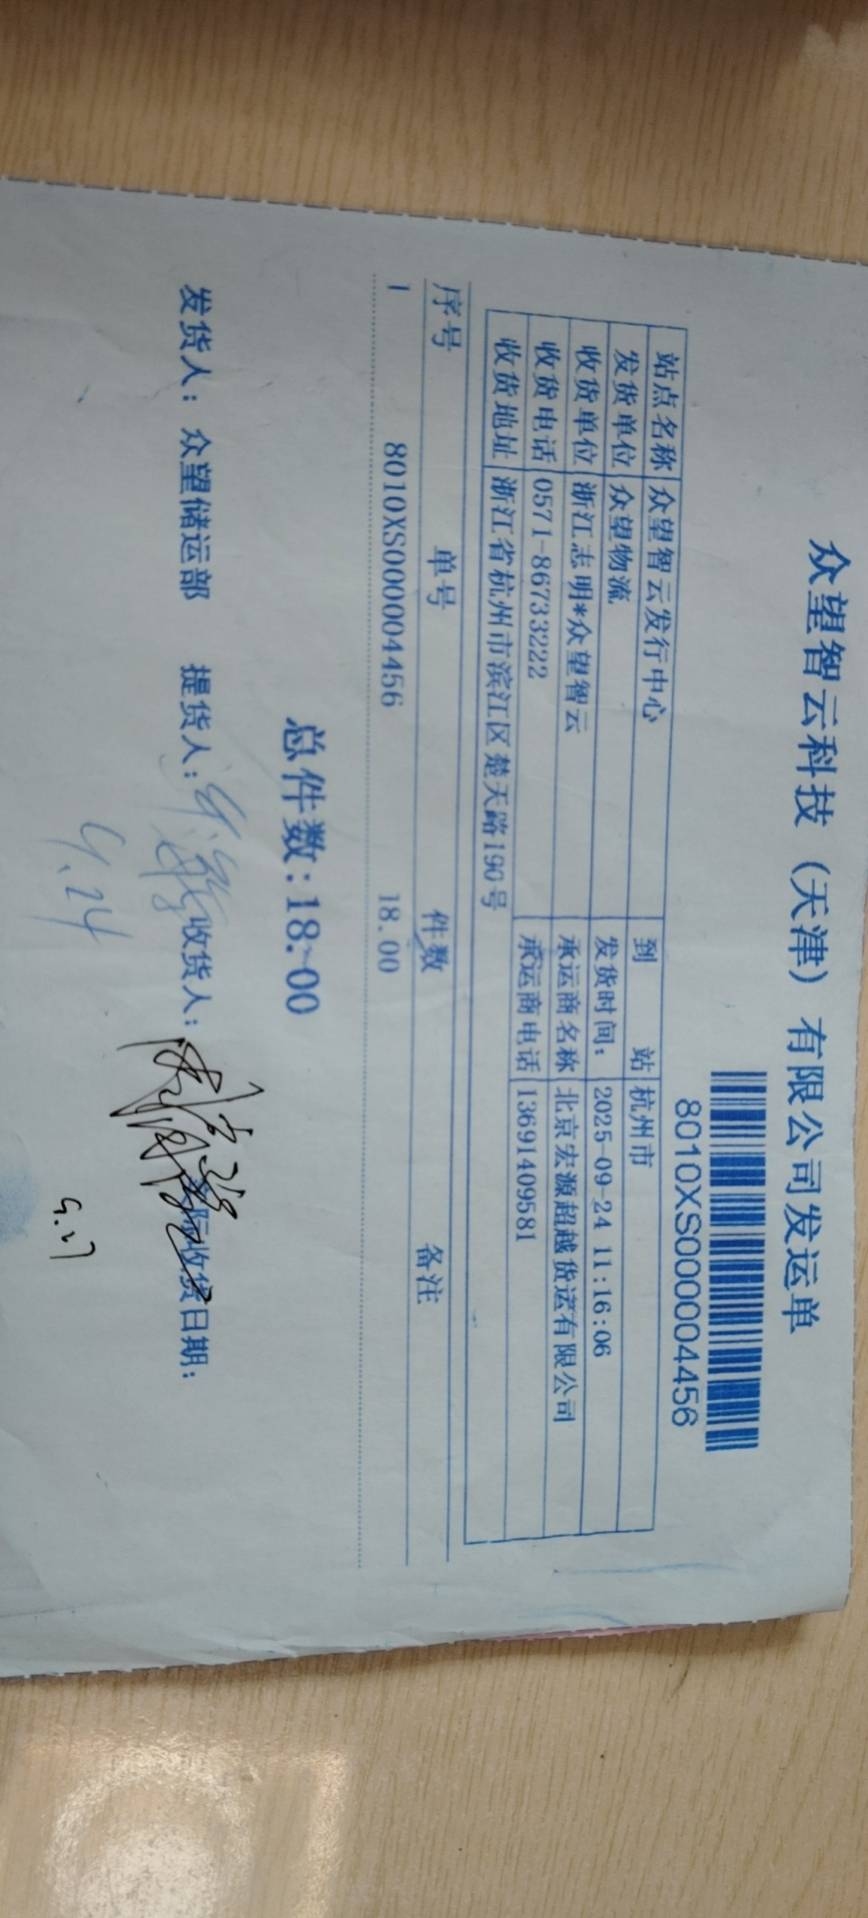 众望智云科技（天津）有限公司发运单
8010XS000004456
站点名称 众望智云发行中心 到 站 杭州市
发货单位 众望物流 发货时间: 2025-09-24 11:16:06
收货单位 浙江志明*众望智云 承运商名称 北京宏源超越货运有限公司
收货电话 0571-86733222 承运商电话 13691409581
收货地址 浙江省杭州市滨江区楚天路190号
序号 单号 件数 备注
1 8010XS000004456 18.00
总件数:18.00
发货人: 众望储运部 提货人: 收货人: 际收货日期:
9.24
9.27